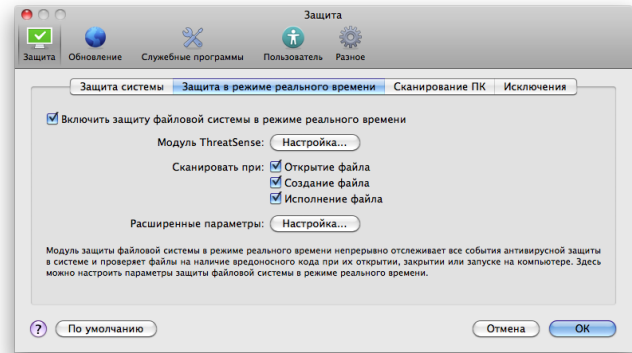 Защита
Защита Обновление Служебные программы Пользователь Разное
Защита системы Защита в режиме реального времени Сканирование ПК Исключения
Включить защиту файловой системы в режиме реального времени
Модуль ThreatSense: Настройка...
Сканировать при: Открытие файла
Создание файла
Исполнение файла
Расширенные параметры: Настройка...
Модуль защиты файловой системы в режиме реального времени непрерывно отслеживает все события антивирусной защиты
в системе и проверяет файлы на наличие вредоносного кода при их открытии, закрытии или запуске на компьютере. Здесь
можно настроить параметры защиты файловой системы в режиме реального времени.
? По умолчанию Отмена ОК